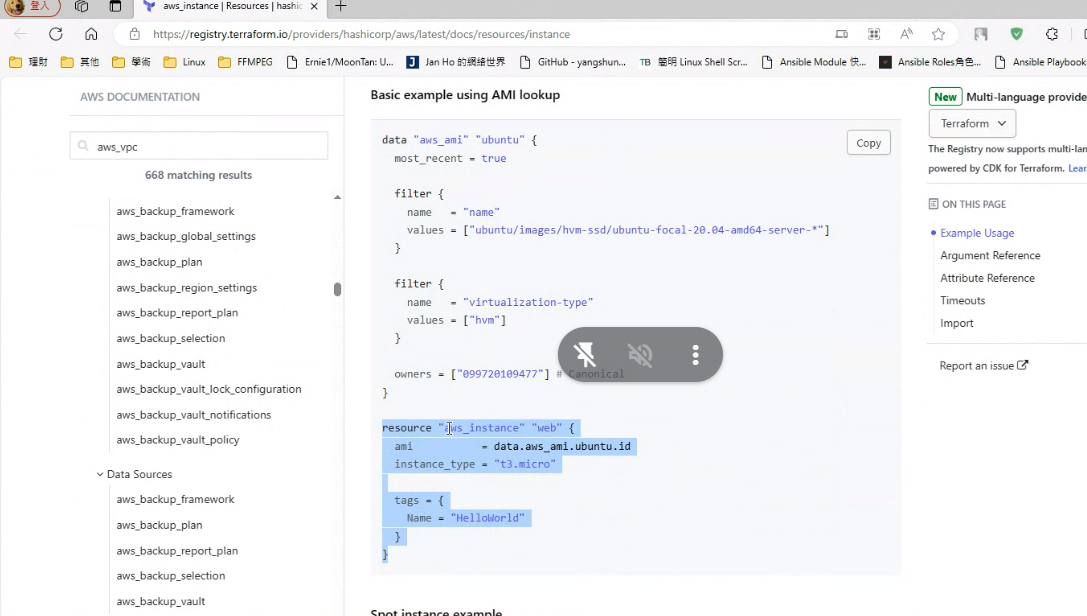 登入
aws_instance | Resources | hashic
https://registry.terraform.io/providers/hashicorp/aws/latest/docs/resources/instance
理財
其他
學術
Linux
FFMPEG
Ernie1/MoonTan: U...
Jan Ho 的網絡世界
GitHub - yangshun...
TB 簡明 Linux Shell Scr...
Ansible Module 快...
Ansible Roles角色...
Ansible Playbook
AWS DOCUMENTATION
aws_vpc
668 matching results
aws_backup_framework
aws_backup_global_settings
aws_backup_plan
aws_backup_region_settings
aws_backup_report_plan
aws_backup_selection
aws_backup_vault
aws_backup_vault_lock_configuration
aws_backup_vault_notifications
aws_backup_vault_policy
Data Sources
aws_backup_framework
aws_backup_plan
aws_backup_report_plan
aws_backup_selection
aws_backup_vault
Basic example using AMI lookup
Copy
data "aws_ami" "ubuntu" {
most_recent = true
filter {
name = "name"
values = ["ubuntu/images/hvm-ssd/ubuntu-focal-20.04-amd64-server-*"]
}
filter {
name = "virtualization-type"
values = ["hvm"]
}
owners = ["099720109477"] # Canonical
}
resource "aws_instance" "web" {
ami = data.aws_ami.ubuntu.id
instance_type = "t3.micro"
tags = {
Name = "HelloWorld"
}
}
Spot instance example
New Multi-language provide
Terraform
The Registry now supports multi-lan
powered by CDK for Terraform. Lear
ON THIS PAGE
Example Usage
Argument Reference
Attribute Reference
Timeouts
Import
Report an issue